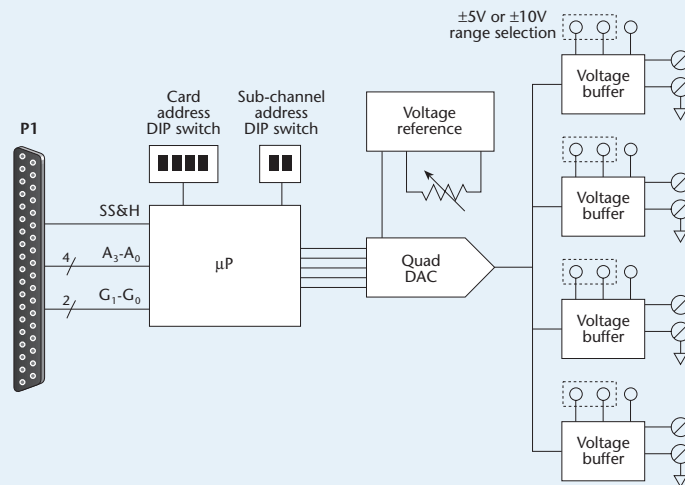 ±5V or ±10V
range selection
Card
address
DIP switch
Sub-channel
address
DIP switch
Voltage
reference
Voltage
buffer
P1
SS&H
4
A₃-A₀
2
G₁-G₀
µP
Quad
DAC
Voltage
buffer
Voltage
buffer
Voltage
buffer